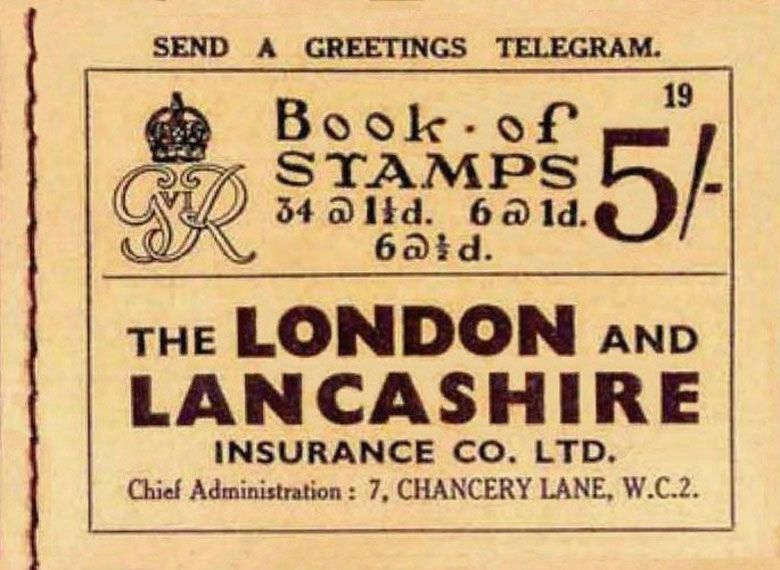 SEND A GREETINGS TELEGRAM.
19
Book · of
STAMPS
5/-
34 @ 1½d. 6 @ 1d.
6 @ ½d.
GVIR
THE LONDON AND
LANCASHIRE
INSURANCE CO. LTD.
Chief Administration : 7, CHANCERY LANE, W.C.2.